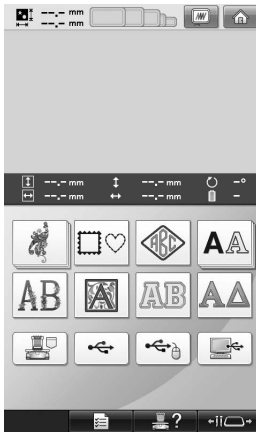 --.- mm
--.- mm
--.- mm --.- mm -°
--.- mm --.- mm -
ABC AA
AB A AB AΔ
?